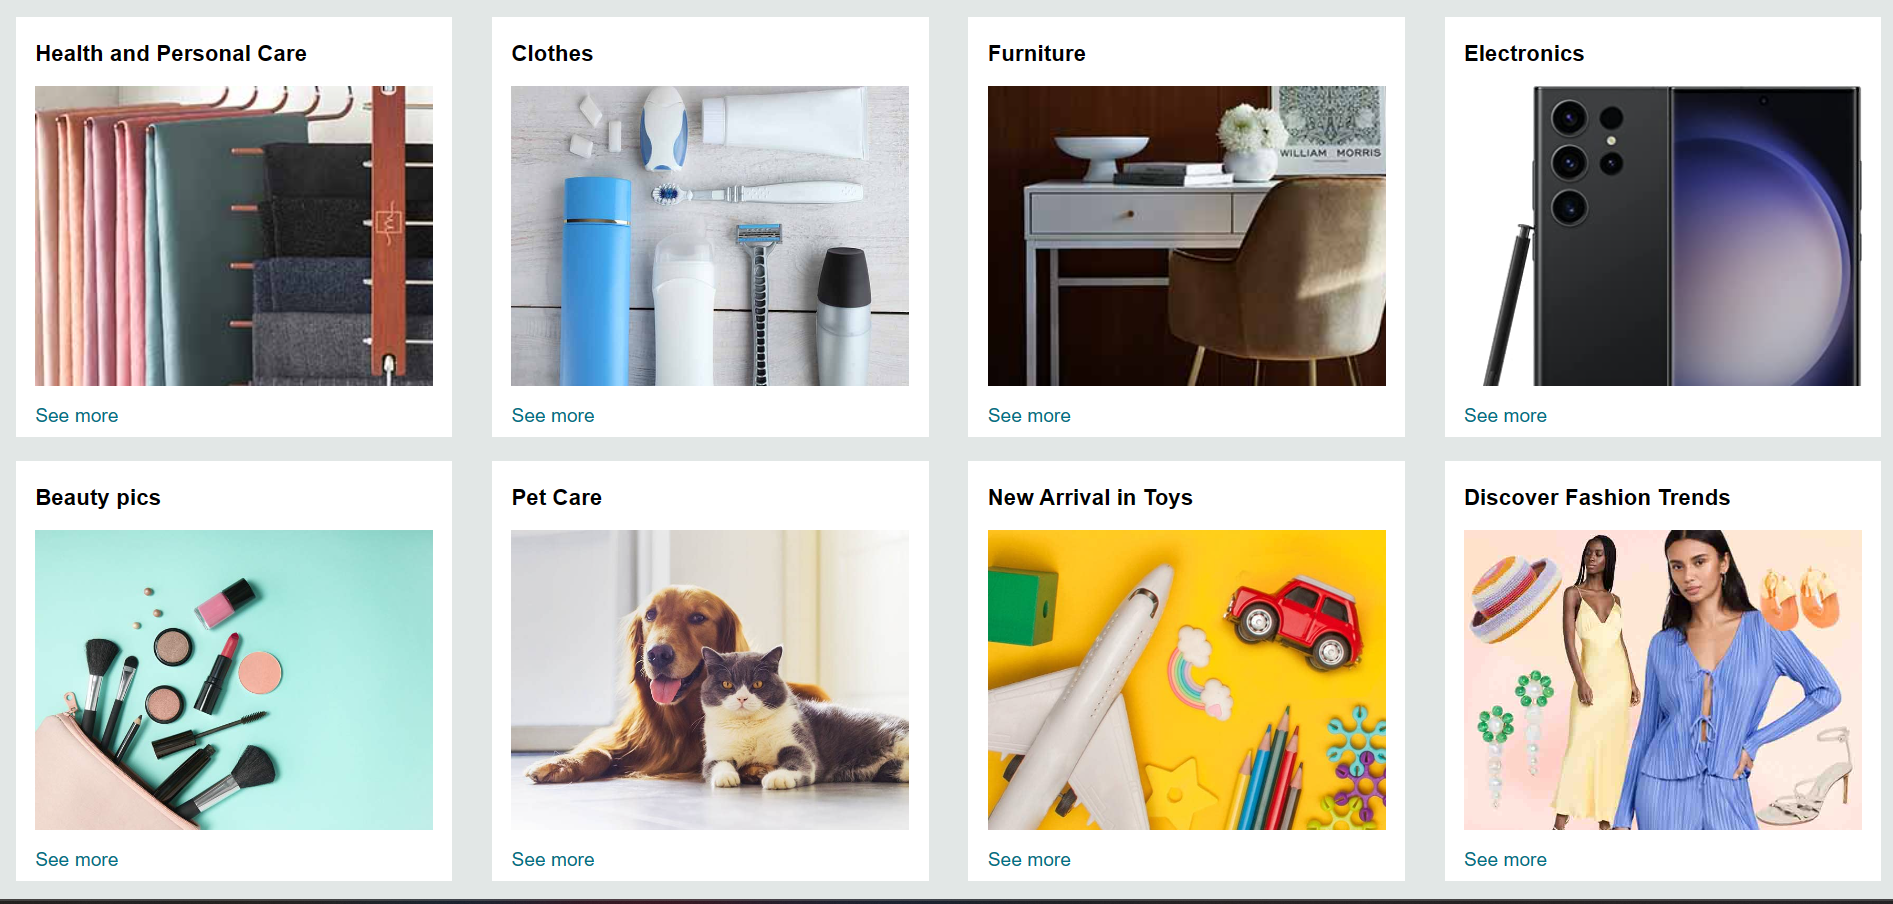 Health and Personal Care
Clothes
Furniture
Electronics
WILLIAM MORRIS
See more
See more
See more
See more
Beauty pics
Pet Care
New Arrival in Toys
Discover Fashion Trends
See more
See more
See more
See more